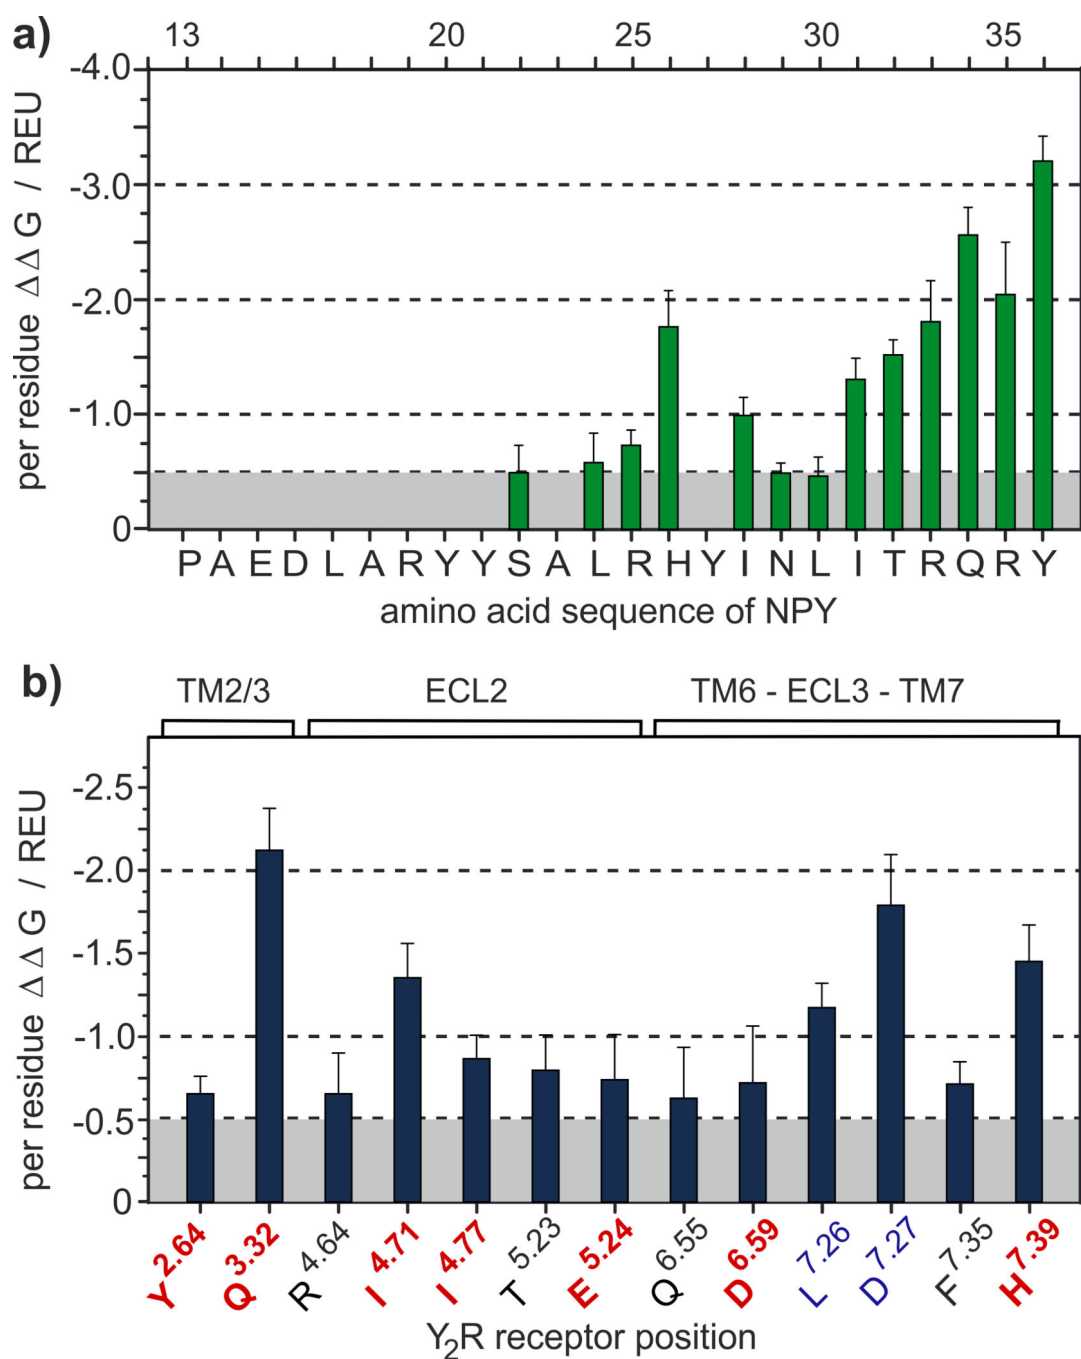 a)
13 20 25 30 35
per residue Δ Δ G / REU
-4.0
-3.0
-2.0
-1.0
0
P A E D L A R Y Y S A L R H Y I N L I T R Q R Y
amino acid sequence of NPY
b)
TM2/3 ECL2 TM6 - ECL3 - TM7
per residue Δ Δ G / REU
-2.5
-2.0
-1.5
-1.0
-0.5
0
Y2.64 Q3.32 R4.64 I4.71 I4.77 T5.23 E5.24 Q6.55 D6.59 L7.26 D7.27 F7.35 H7.39
Y2R receptor position